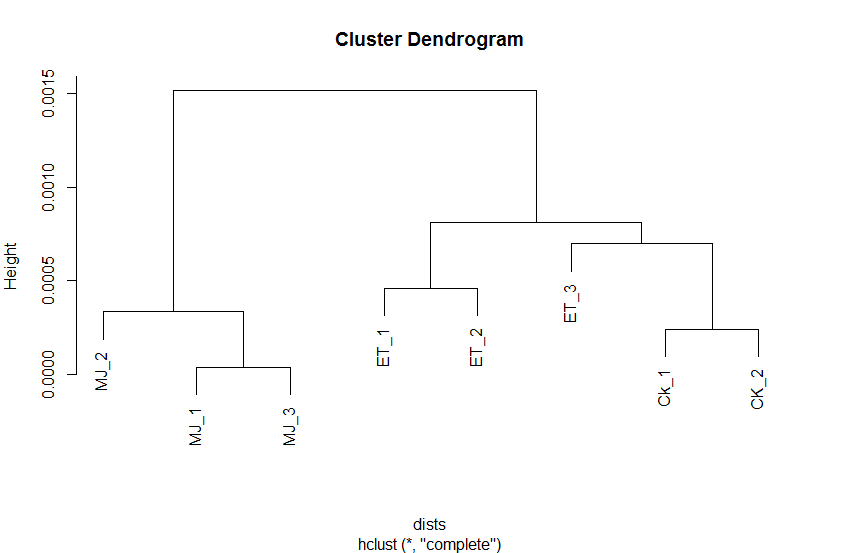 Cluster Dendrogram
Height
0.0015
0.0010
0.0005
0.0000
MJ_2
MJ_1
MJ_3
ET_1
ET_2
ET_3
Ck_1
CK_2
dists
hclust (*, "complete")